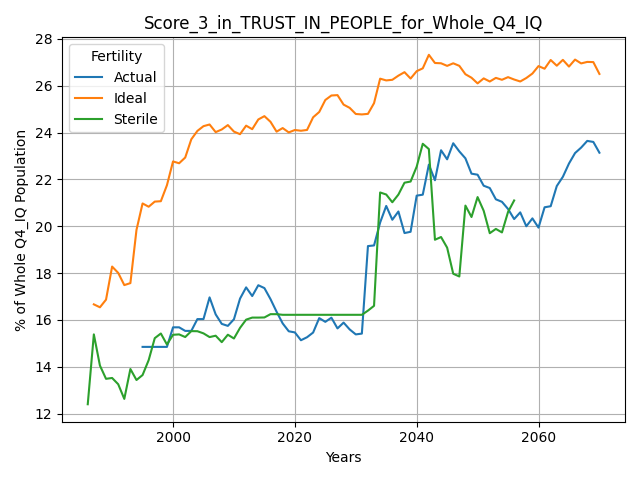 Score_3_in_TRUST_IN_PEOPLE_for_Whole_Q4_IQ
Fertility
Actual
Ideal
Sterile
% of Whole Q4_IQ Population
28
26
24
22
20
18
16
14
12
2000
2020
2040
2060
Years